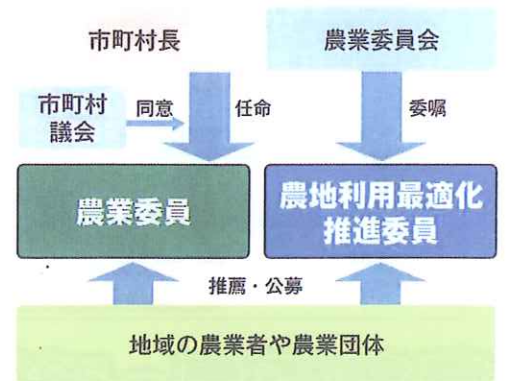 市町村長
農業委員会
市町村
議会
同意
任命
委嘱
農業委員
農地利用最適化
推進委員
推薦・公募
地域の農業者や農業団体